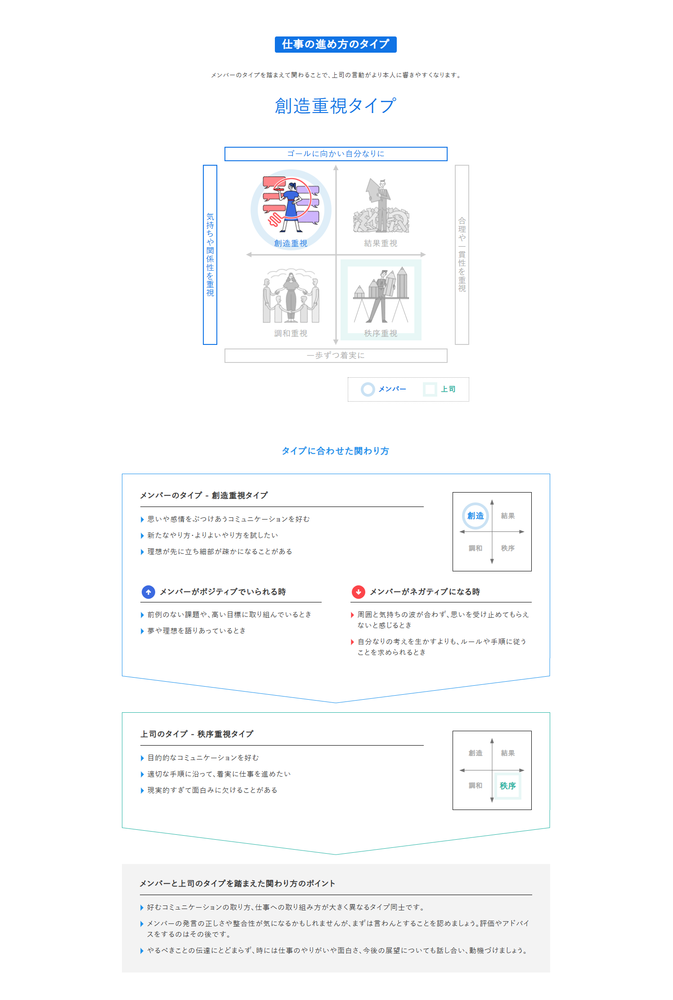 仕事の進め方のタイプ
メンバーのタイプを踏まえて関わることで、上司の言動がより本人に響きやすくなります。
創造重視タイプ
ゴールに向かい自分なりに
気持ちや関係性を重視
合理や一貫性を重視
創造重視
結果重視
調和重視
秩序重視
一歩ずつ着実に
メンバー
上司
タイプに合わせた関わり方
メンバーのタイプ - 創造重視タイプ
思いや感情をぶつけあうコミュニケーションを好む
新たなやり方・よりよいやり方を試したい
理想が先に立ち細部が疎かになることがある
創造
結果
調和
秩序
メンバーがポジティブでいられる時
前例のない課題や、高い目標に取り組んでいるとき
夢や理想を語りあっているとき
メンバーがネガティブになる時
周囲と気持ちの波が合わず、思いを受け止めてもらえ
ないと感じるとき
自分なりの考えを生かすよりも、ルールや手順に従う
ことを求められるとき
上司のタイプ - 秩序重視タイプ
目的的なコミュニケーションを好む
適切な手順に沿って、着実に仕事を進めたい
現実的すぎて面白みに欠けることがある
創造
結果
調和
秩序
メンバーと上司のタイプを踏まえた関わり方のポイント
好むコミュニケーションの取り方、仕事への取り組み方が大きく異なるタイプ同士です。
メンバーの発言の正しさや整合性が気になるかもしれませんが、まずは言わんとすることを認めましょう。評価やアドバイ
スをするのはその後です。
やるべきことの伝達にとどまらず、時には仕事のやりがいや面白さ、今後の展望についても話し合い、動機づけましょう。